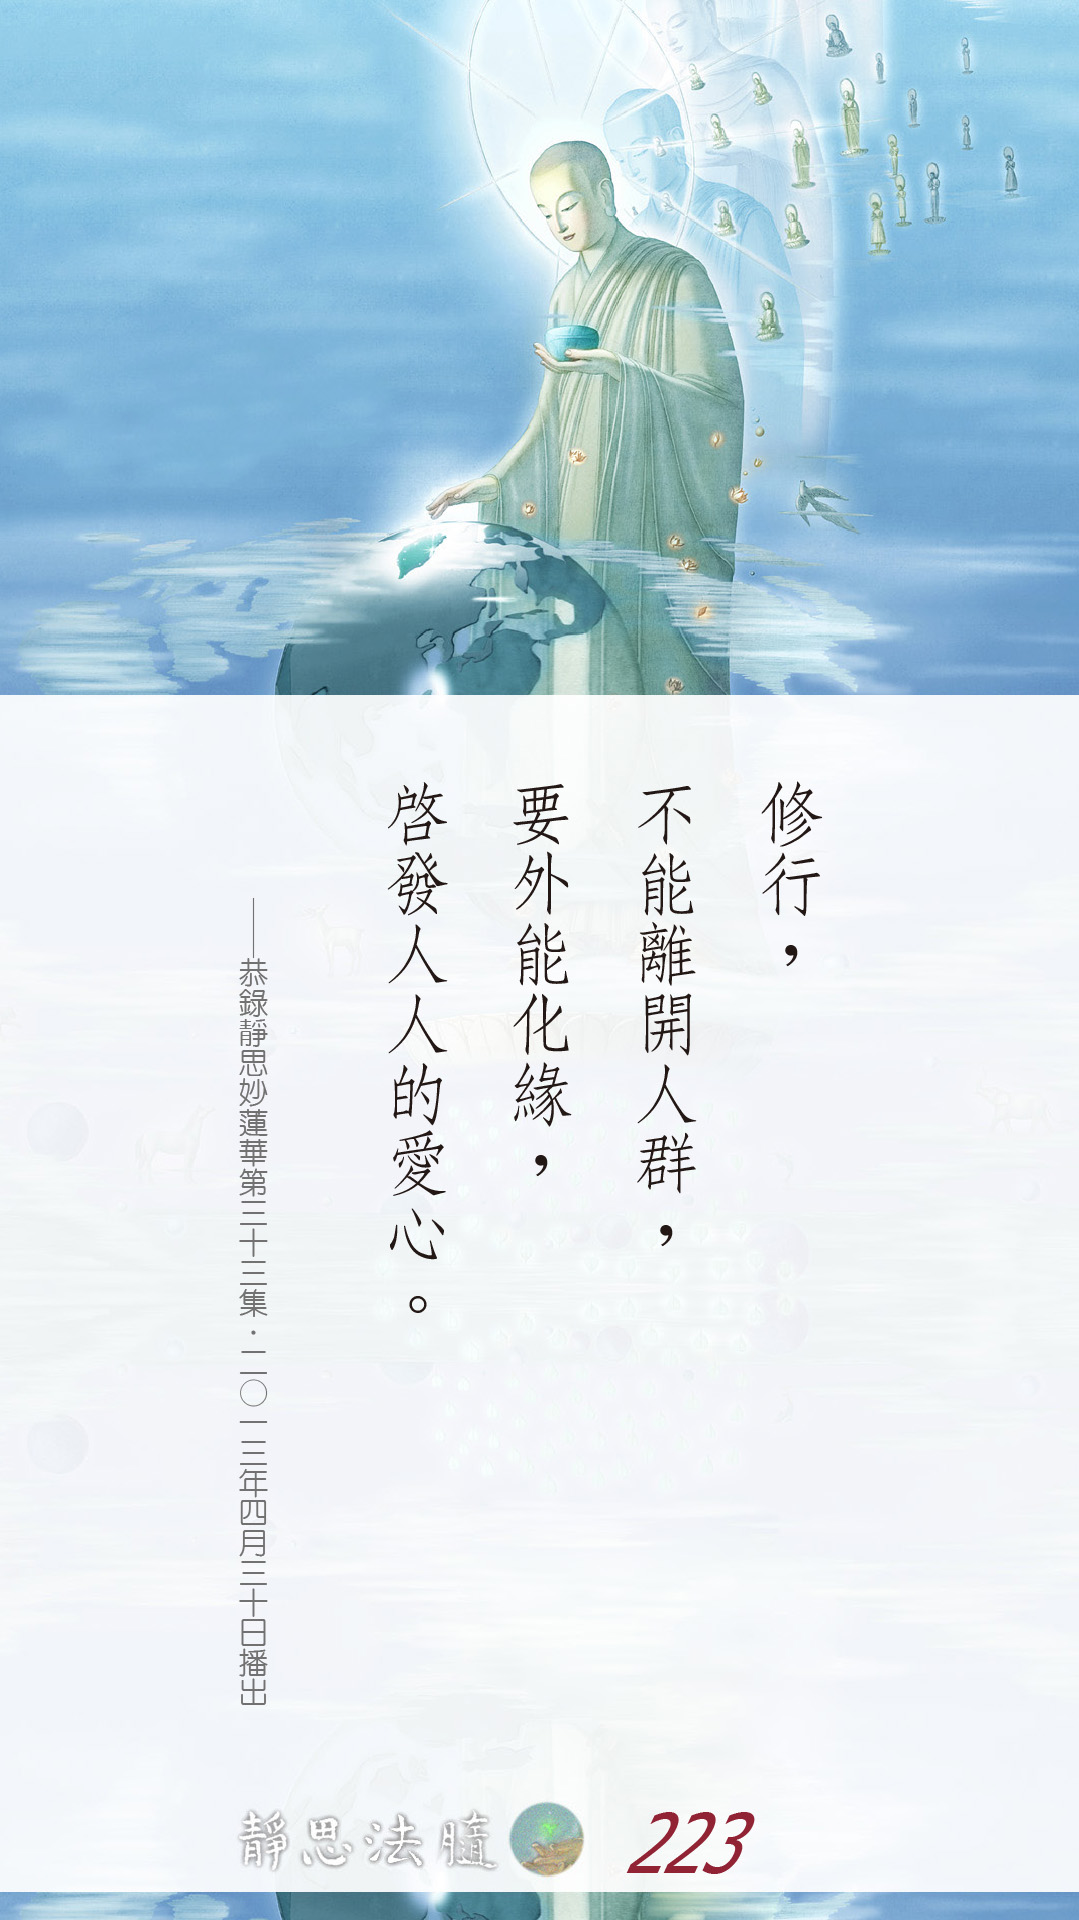 修行，
不能離開人群，
要外能化緣，
啓發人人的愛心。
——恭錄靜思妙蓮華第三十三集·二〇一三年四月三十日播出
靜思法髓
223